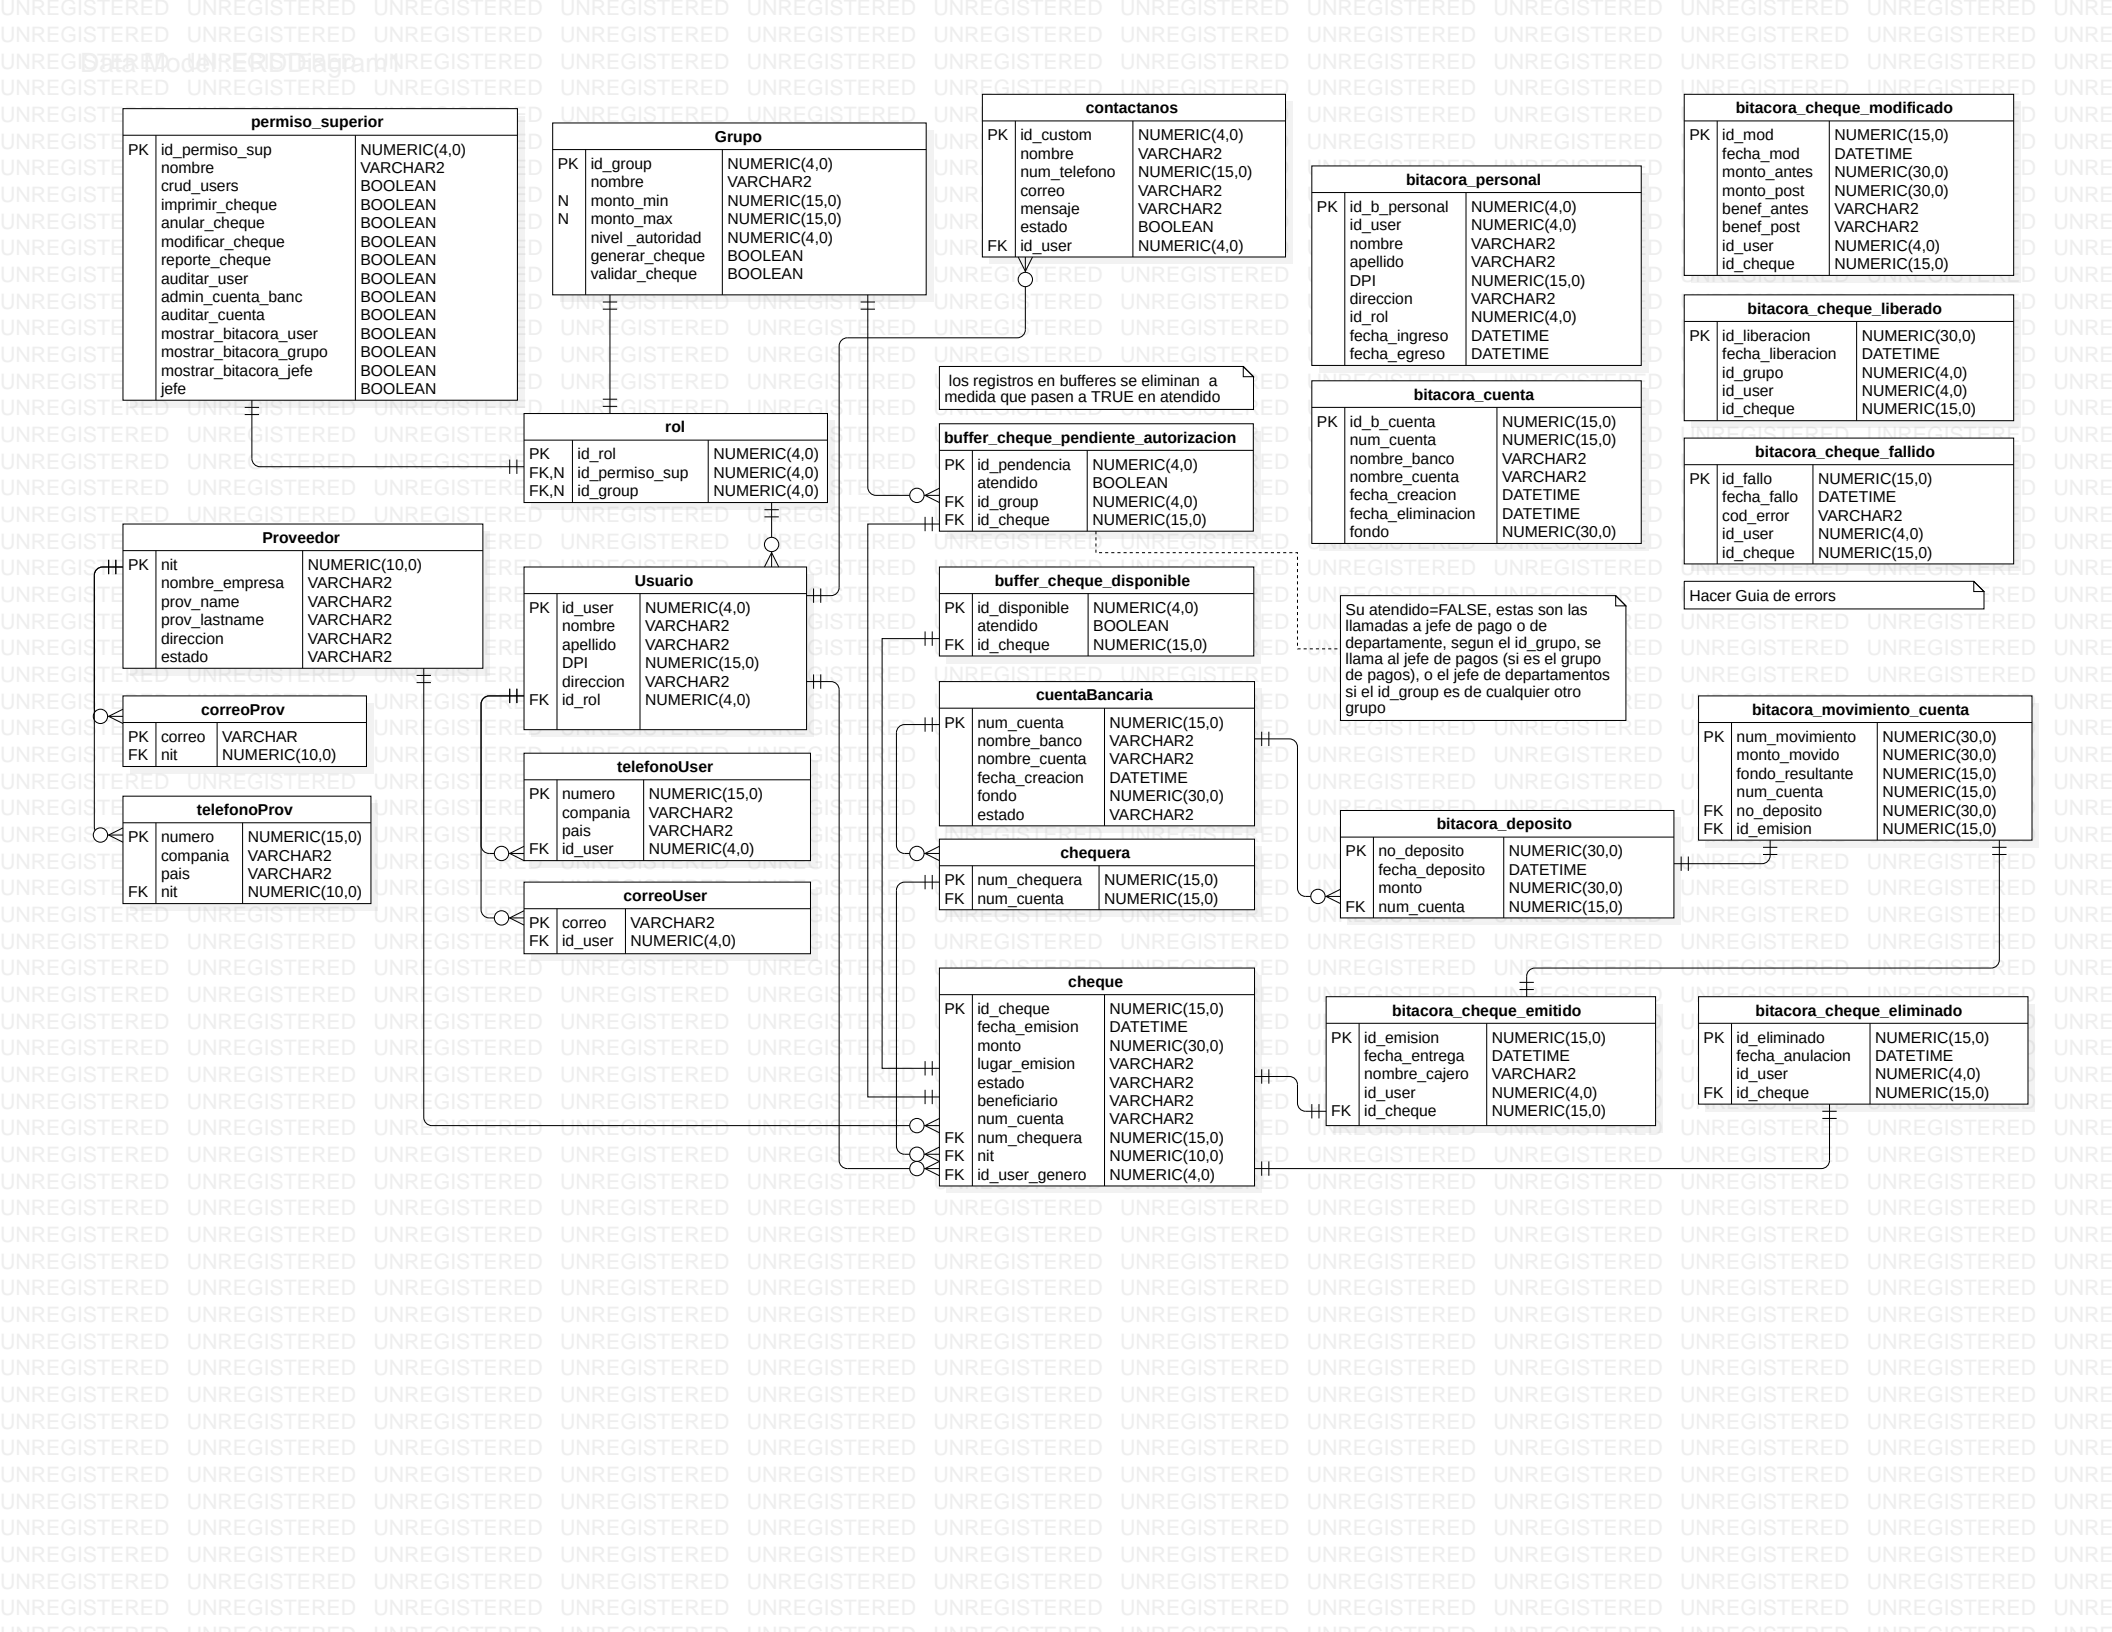 Data Model1::ERDDiagram1
permiso_superior
PK id_permiso_sup NUMERIC(4,0)
nombre VARCHAR2
crud_users BOOLEAN
imprimir_cheque BOOLEAN
anular_cheque BOOLEAN
modificar_cheque BOOLEAN
reporte_cheque BOOLEAN
auditar_user BOOLEAN
admin_cuenta_banc BOOLEAN
auditar_cuenta BOOLEAN
mostrar_bitacora_user BOOLEAN
mostrar_bitacora_grupo BOOLEAN
mostrar_bitacora_jefe BOOLEAN
jefe BOOLEAN
Grupo
PK id_group NUMERIC(4,0)
nombre VARCHAR2
N monto_min NUMERIC(15,0)
N monto_max NUMERIC(15,0)
nivel _autoridad NUMERIC(4,0)
generar_cheque BOOLEAN
validar_cheque BOOLEAN
contactanos
PK id_custom NUMERIC(4,0)
nombre VARCHAR2
num_telefono NUMERIC(15,0)
correo VARCHAR2
mensaje VARCHAR2
estado BOOLEAN
FK id_user NUMERIC(4,0)
bitacora_personal
PK id_b_personal NUMERIC(4,0)
id_user NUMERIC(4,0)
nombre VARCHAR2
apellido VARCHAR2
DPI NUMERIC(15,0)
direccion VARCHAR2
id_rol NUMERIC(4,0)
fecha_ingreso DATETIME
fecha_egreso DATETIME
bitacora_cheque_modificado
PK id_mod NUMERIC(15,0)
fecha_mod DATETIME
monto_antes NUMERIC(30,0)
monto_post NUMERIC(30,0)
benef_antes VARCHAR2
benef_post VARCHAR2
id_user NUMERIC(4,0)
id_cheque NUMERIC(15,0)
bitacora_cheque_liberado
PK id_liberacion NUMERIC(30,0)
fecha_liberacion DATETIME
id_grupo NUMERIC(4,0)
id_user NUMERIC(4,0)
id_cheque NUMERIC(15,0)
los registros en bufferes se eliminan a
medida que pasen a TRUE en atendido
rol
PK id_rol NUMERIC(4,0)
FK,N id_permiso_sup NUMERIC(4,0)
FK,N id_group NUMERIC(4,0)
buffer_cheque_pendiente_autorizacion
PK id_pendencia NUMERIC(4,0)
atendido BOOLEAN
FK id_group NUMERIC(4,0)
FK id_cheque NUMERIC(15,0)
bitacora_cuenta
PK id_b_cuenta NUMERIC(15,0)
num_cuenta NUMERIC(15,0)
nombre_banco VARCHAR2
nombre_cuenta VARCHAR2
fecha_creacion DATETIME
fecha_eliminacion DATETIME
fondo NUMERIC(30,0)
bitacora_cheque_fallido
PK id_fallo NUMERIC(15,0)
fecha_fallo DATETIME
cod_error VARCHAR2
id_user NUMERIC(4,0)
id_cheque NUMERIC(15,0)
Hacer Guia de errors
Proveedor
PK nit NUMERIC(10,0)
nombre_empresa VARCHAR2
prov_name VARCHAR2
prov_lastname VARCHAR2
direccion VARCHAR2
estado VARCHAR2
Usuario
PK id_user NUMERIC(4,0)
nombre VARCHAR2
apellido VARCHAR2
DPI NUMERIC(15,0)
direccion VARCHAR2
FK id_rol NUMERIC(4,0)
buffer_cheque_disponible
PK id_disponible NUMERIC(4,0)
atendido BOOLEAN
FK id_cheque NUMERIC(15,0)
Su atendido=FALSE, estas son las
llamadas a jefe de pago o de
departamente, segun el id_grupo, se
llama al jefe de pagos (si es el grupo
de pagos), o el jefe de departamentos
si el id_group es de cualquier otro
grupo
correoProv
PK correo VARCHAR
FK nit NUMERIC(10,0)
telefonoProv
PK numero NUMERIC(15,0)
compania VARCHAR2
pais VARCHAR2
FK nit NUMERIC(10,0)
telefonoUser
PK numero NUMERIC(15,0)
compania VARCHAR2
pais VARCHAR2
FK id_user NUMERIC(4,0)
correoUser
PK correo VARCHAR2
FK id_user NUMERIC(4,0)
cuentaBancaria
PK num_cuenta NUMERIC(15,0)
nombre_banco VARCHAR2
nombre_cuenta VARCHAR2
fecha_creacion DATETIME
fondo NUMERIC(30,0)
estado VARCHAR2
chequera
PK num_chequera NUMERIC(15,0)
FK num_cuenta NUMERIC(15,0)
bitacora_deposito
PK no_deposito NUMERIC(30,0)
fecha_deposito DATETIME
monto NUMERIC(30,0)
FK num_cuenta NUMERIC(15,0)
bitacora_movimiento_cuenta
PK num_movimiento NUMERIC(30,0)
monto_movido NUMERIC(30,0)
fondo_resultante NUMERIC(15,0)
num_cuenta NUMERIC(15,0)
FK no_deposito NUMERIC(30,0)
FK id_emision NUMERIC(15,0)
cheque
PK id_cheque NUMERIC(15,0)
fecha_emision DATETIME
monto NUMERIC(30,0)
lugar_emision VARCHAR2
estado VARCHAR2
beneficiario VARCHAR2
num_cuenta VARCHAR2
FK num_chequera NUMERIC(15,0)
FK nit NUMERIC(10,0)
FK id_user_genero NUMERIC(4,0)
bitacora_cheque_emitido
PK id_emision NUMERIC(15,0)
fecha_entrega DATETIME
nombre_cajero VARCHAR2
id_user NUMERIC(4,0)
FK id_cheque NUMERIC(15,0)
bitacora_cheque_eliminado
PK id_eliminado NUMERIC(15,0)
fecha_anulacion DATETIME
id_user NUMERIC(4,0)
FK id_cheque NUMERIC(15,0)
UNREGISTERED